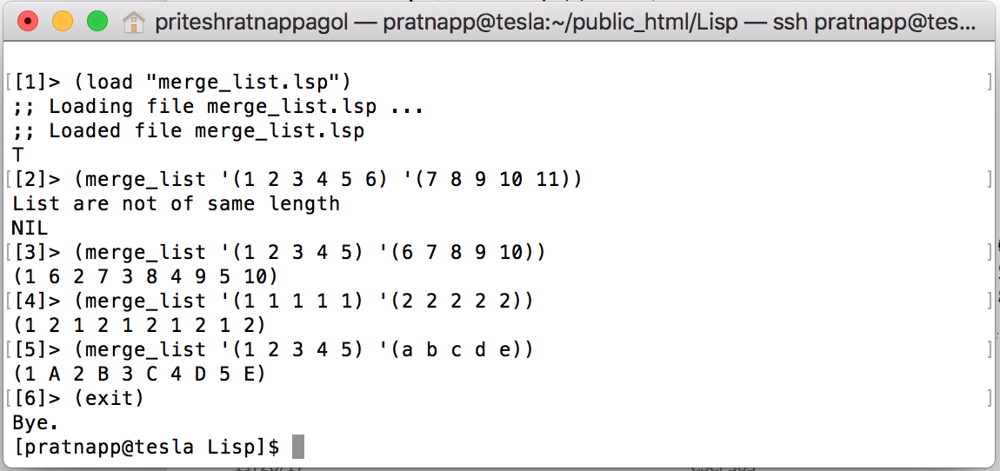 priteshratnappagol — pratnapp@tesla:~/public_html/Lisp — ssh pratnapp@tes...
[[1]> (load "merge_list.lsp") ]
;; Loading file merge_list.lsp ...
;; Loaded file merge_list.lsp
T
[[2]> (merge_list '(1 2 3 4 5 6) '(7 8 9 10 11)) ]
List are not of same length
NIL
[[3]> (merge_list '(1 2 3 4 5) '(6 7 8 9 10)) ]
(1 6 2 7 3 8 4 9 5 10)
[[4]> (merge_list '(1 1 1 1 1) '(2 2 2 2 2)) ]
(1 2 1 2 1 2 1 2 1 2)
[[5]> (merge_list '(1 2 3 4 5) '(a b c d e)) ]
(1 A 2 B 3 C 4 D 5 E)
[[6]> (exit) ]
Bye.
[pratnapp@tesla Lisp]$